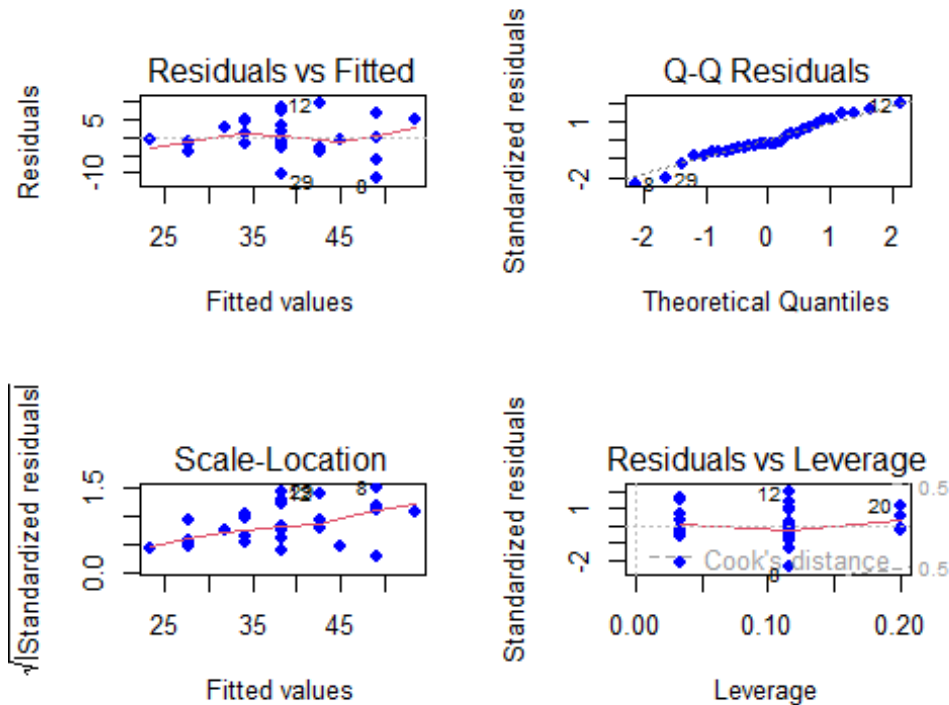 Residuals vs Fitted
Residuals
5
-10
12
29
8
25 35 45
Fitted values
Q-Q Residuals
Standardized residuals
1
-2
12
8
29
-2 -1 0 1 2
Theoretical Quantiles
Scale-Location
√|Standardized residuals|
1.5
0.0
8
25 35 45
Fitted values
Residuals vs Leverage
Standardized residuals
1
-2
12
20
8
0.5
0.5
Cook's distance
0.00 0.10 0.20
Leverage